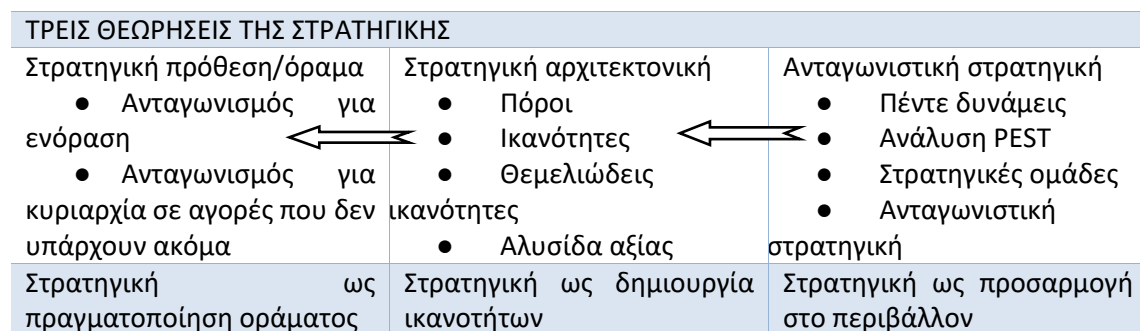 ΤΡΕΙΣ ΘΕΩΡΗΣΕΙΣ ΤΗΣ ΣΤΡΑΤΗΓΙΚΗΣ
Στρατηγική πρόθεση/όραμα
● Ανταγωνισμός για
ενόραση
● Ανταγωνισμός για
κυριαρχία σε αγορές που δεν
υπάρχουν ακόμα
Στρατηγική ως
πραγματοποίηση οράματος
Στρατηγική αρχιτεκτονική
● Πόροι
● Ικανότητες
● Θεμελιώδεις
ικανότητες
● Αλυσίδα αξίας
Στρατηγική ως δημιουργία
ικανοτήτων
Ανταγωνιστική στρατηγική
● Πέντε δυνάμεις
● Ανάλυση PEST
● Στρατηγικές ομάδες
● Ανταγωνιστική
στρατηγική
Στρατηγική ως προσαρμογή
στο περιβάλλον